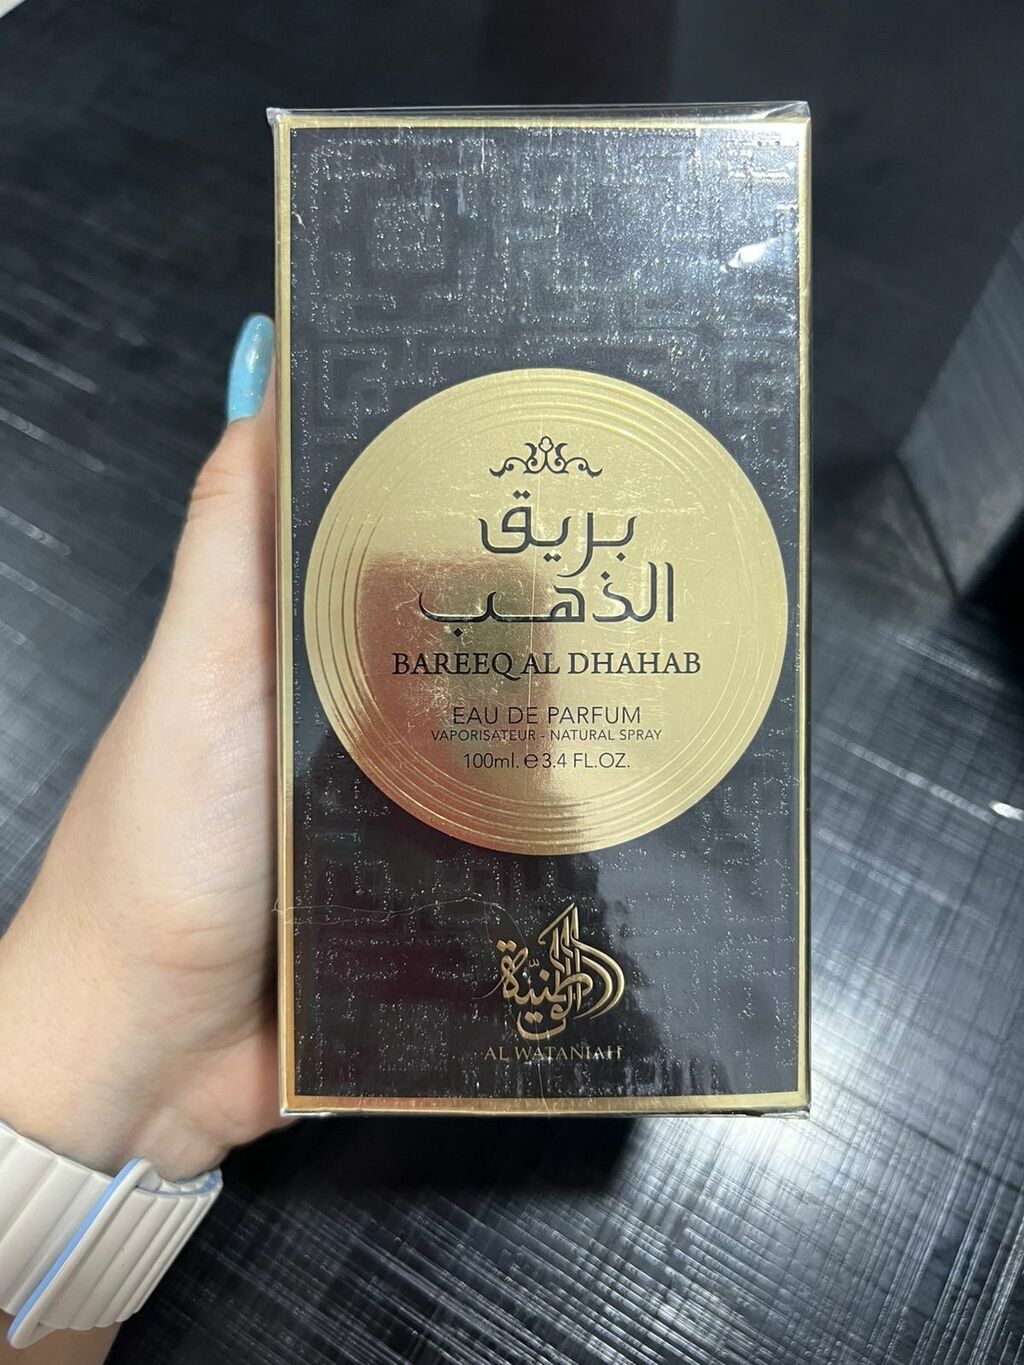 بريق
الذهب
BAREEQ AL DHAHAB
EAU DE PARFUM
VAPORISATEUR - NATURAL SPRAY
100ml. ℮ 3.4 FL.OZ.
الوطنية
AL WATANIAH